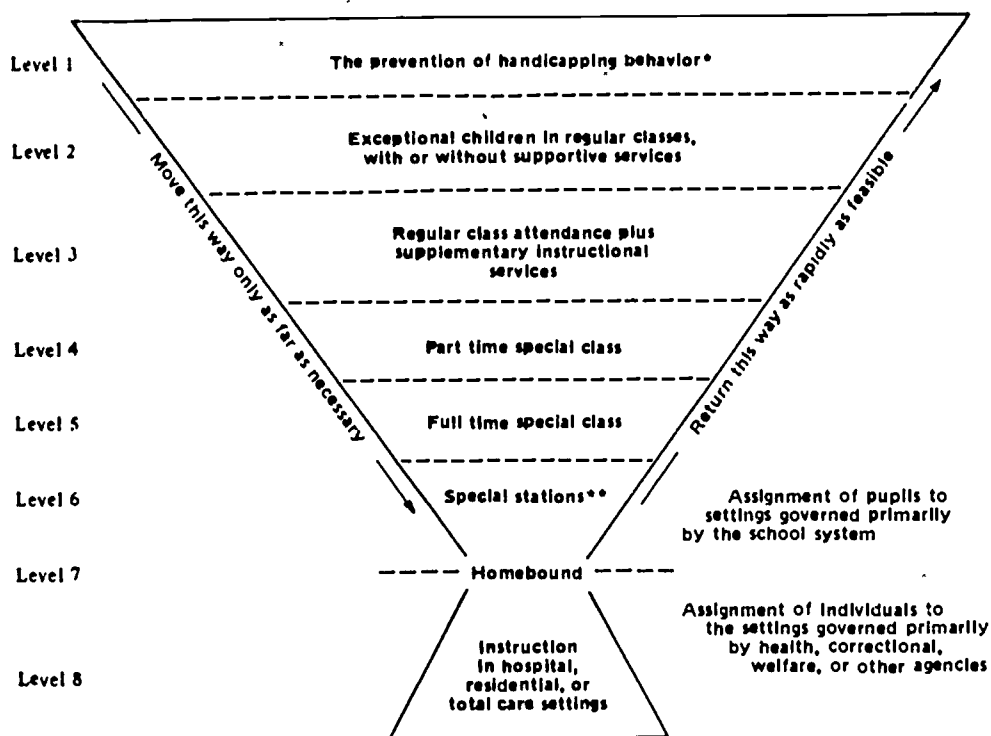 Level 1
The prevention of handicapping behavior*
Level 2
Exceptional children in regular classes,
with or without supportive services
Level 3
Regular class attendance plus
supplementary instructional
services
Level 4
Part time special class
Level 5
Full time special class
Level 6
Special stations**
Move this way only as far as necessary
Return this way as rapidly as feasible
Assignment of pupils to
settings governed primarily
by the school system
Level 7
Homebound
Assignment of individuals to
the settings governed primarily
by health, correctional,
welfare, or other agencies
Level 8
Instruction
in hospital,
residential, or
total care settings